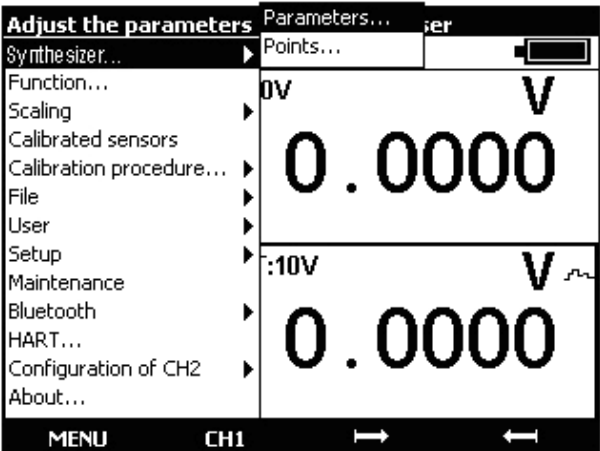 Adjust the parameters
ser
Parameters...
Points...
Synthesizer...
Function...
Scaling
Calibrated sensors
Calibration procedure...
File
User
Setup
Maintenance
Bluetooth
HART...
Configuration of CH2
About...
0V V
0.0000
:10V V
0.0000
MENU CH1